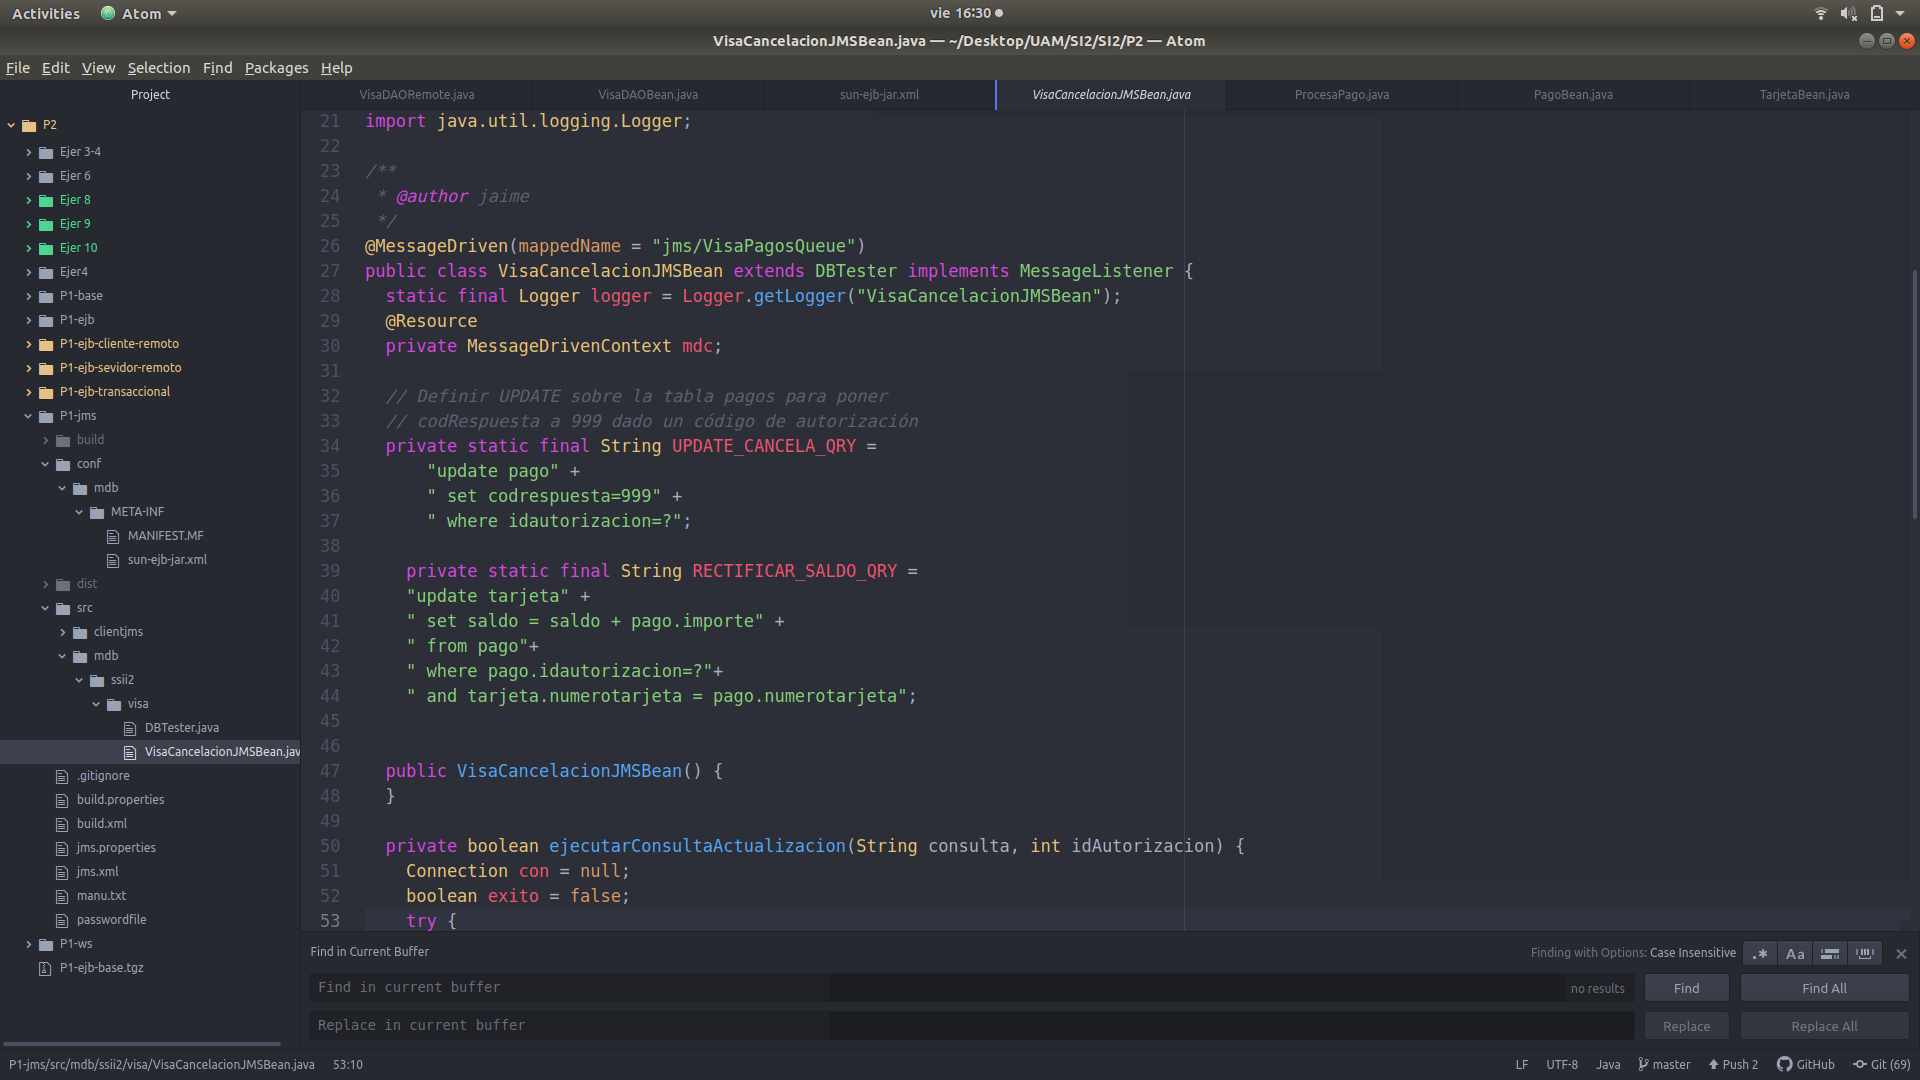 Activities Atom vie 16:30
VisaCancelacionJMSBean.java — ~/Desktop/UAM/SI2/SI2/P2 — Atom
File Edit View Selection Find Packages Help
Project
P2
Ejer 3-4
Ejer 6
Ejer 8
Ejer 9
Ejer 10
Ejer4
P1-base
P1-ejb
P1-ejb-cliente-remoto
P1-ejb-sevidor-remoto
P1-ejb-transaccional
P1-jms
build
conf
mdb
META-INF
MANIFEST.MF
sun-ejb-jar.xml
dist
src
clientjms
mdb
ssii2
visa
DBTester.java
VisaCancelacionJMSBean.jav
.gitignore
build.properties
build.xml
jms.properties
jms.xml
manu.txt
passwordfile
P1-ws
P1-ejb-base.tgz
VisaDAORemote.java VisaDAOBean.java sun-ejb-jar.xml VisaCancelacionJMSBean.java ProcesaPago.java PagoBean.java TarjetaBean.java
21 import java.util.logging.Logger;
22
23 /**
24 * @author jaime
25 */
26 @MessageDriven(mappedName = "jms/VisaPagosQueue")
27 public class VisaCancelacionJMSBean extends DBTester implements MessageListener {
28 static final Logger logger = Logger.getLogger("VisaCancelacionJMSBean");
29 @Resource
30 private MessageDrivenContext mdc;
31
32 // Definir UPDATE sobre la tabla pagos para poner
33 // codRespuesta a 999 dado un código de autorización
34 private static final String UPDATE_CANCELA_QRY =
35 "update pago" +
36 " set codrespuesta=999" +
37 " where idautorizacion=?";
38
39 private static final String RECTIFICAR_SALDO_QRY =
40 "update tarjeta" +
41 " set saldo = saldo + pago.importe" +
42 " from pago"+
43 " where pago.idautorizacion=?"+
44 " and tarjeta.numerotarjeta = pago.numerotarjeta";
45
46
47 public VisaCancelacionJMSBean() {
48 }
49
50 private boolean ejecutarConsultaActualizacion(String consulta, int idAutorizacion) {
51 Connection con = null;
52 boolean exito = false;
53 try {
Find in Current Buffer Finding with Options: Case Insensitive .* Aa
Find in current buffer no results Find Find All
Replace in current buffer Replace Replace All
P1-jms/src/mdb/ssii2/visa/VisaCancelacionJMSBean.java 53:10 LF UTF-8 Java master Push 2 GitHub Git (69)